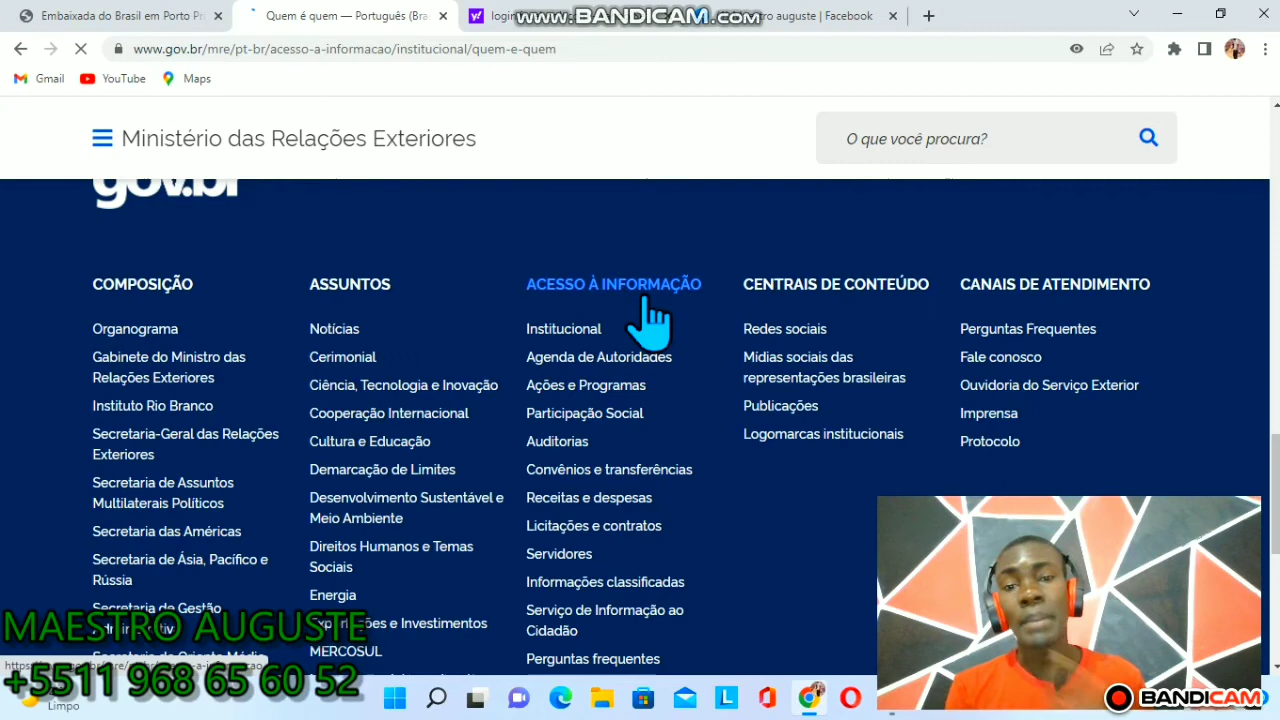 Embaixada do Brasil em Porto Pr
Quem é quem — Português (Bra
login
auguste | Facebook
www.BANDICAM.com
www.gov.br/mre/pt-br/acesso-a-informacao/institucional/quem-e-quem
Gmail
YouTube
Maps
Ministério das Relações Exteriores
O que você procura?
gov.br
COMPOSIÇÃO
Organograma
Gabinete do Ministro das
Relações Exteriores
Instituto Rio Branco
Secretaria-Geral das Relações
Exteriores
Secretaria de Assuntos
Multilaterais Políticos
Secretaria das Américas
Secretaria de Ásia, Pacífico e
Rússia
Secretaria de Gestão
ASSUNTOS
Notícias
Cerimonial
Ciência, Tecnologia e Inovação
Cooperação Internacional
Cultura e Educação
Demarcação de Limites
Desenvolvimento Sustentável e
Meio Ambiente
Direitos Humanos e Temas
Sociais
Energia
e Investimentos
MERCOSUL
ACESSO À INFORMAÇÃO
Institucional
Agenda de Autoridades
Ações e Programas
Participação Social
Auditorias
Convênios e transferências
Receitas e despesas
Licitações e contratos
Servidores
Informações classificadas
Serviço de Informação ao
Cidadão
Perguntas frequentes
CENTRAIS DE CONTEÚDO
Redes sociais
Mídias sociais das
representações brasileiras
Publicações
Logomarcas institucionais
CANAIS DE ATENDIMENTO
Perguntas Frequentes
Fale conosco
Ouvidoria do Serviço Exterior
Imprensa
Protocolo
MAESTRO AUGUSTE
+5511 968 65 60 52
Limpo
BANDICAM